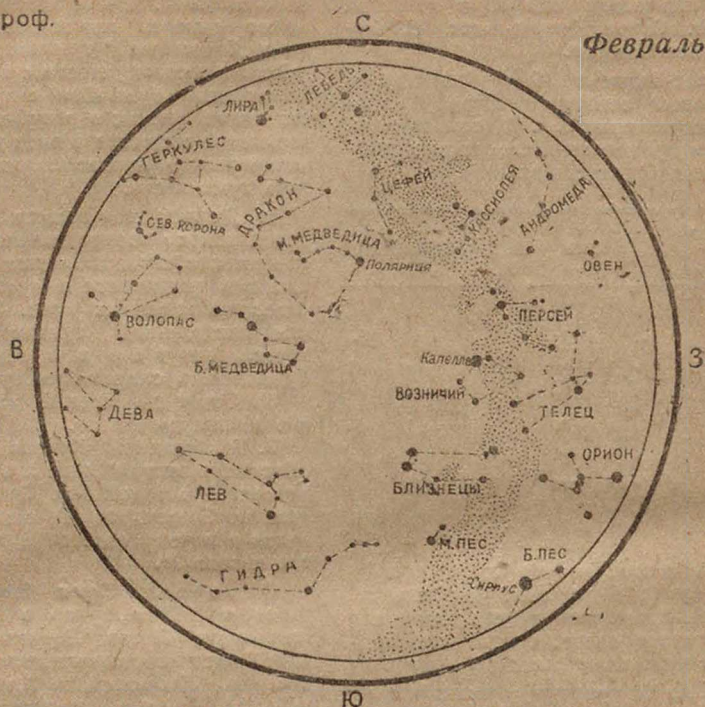 роф.
С
Февраль
ЛИРА
ЛЕБЕДЬ
ГЕРКУЛЕС
ЦЕФЕЙ
КАССИОПЕЯ
АНДРОМЕДА
ДРАКОН
СЕВ. КОРОНА
М. МЕДВЕДИЦА
Полярная
ОВЕН
ВОЛОПАС
ПЕРСЕЙ
В
З
Б. МЕДВЕДИЦА
Капелла
ВОЗНИЧИЙ
ДЕВА
ТЕЛЕЦ
ОРИОН
ЛЕВ
БЛИЗНЕЦЫ
М. ПЕС
Б. ПЕС
ГИДРА
Сириус
Ю